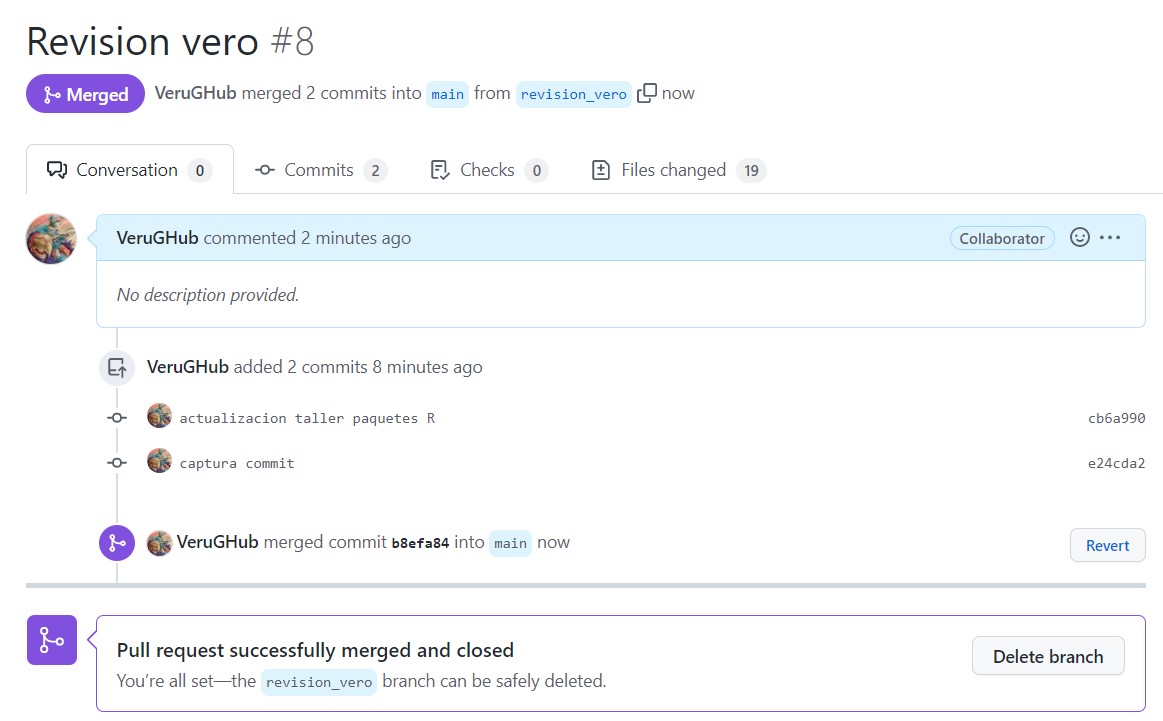 Revision vero #8
Merged VeruGHub merged 2 commits into main from revision_vero now
Conversation 0 Commits 2 Checks 0 Files changed 19
VeruGHub commented 2 minutes ago Collaborator
No description provided.
VeruGHub added 2 commits 8 minutes ago
actualizacion taller paquetes R cb6a990
captura commit e24cda2
VeruGHub merged commit b8efa84 into main now Revert
Pull request successfully merged and closed
You’re all set—the revision_vero branch can be safely deleted.
Delete branch